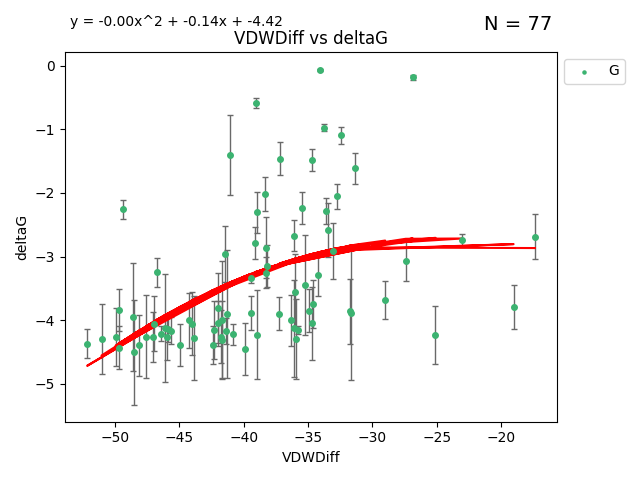 y = -0.00x^2 + -0.14x + -4.42
N = 77
VDWDiff vs deltaG
G
0
−1
−2
−3
−4
−5
deltaG
−50 −45 −40 −35 −30 −25 −20
VDWDiff